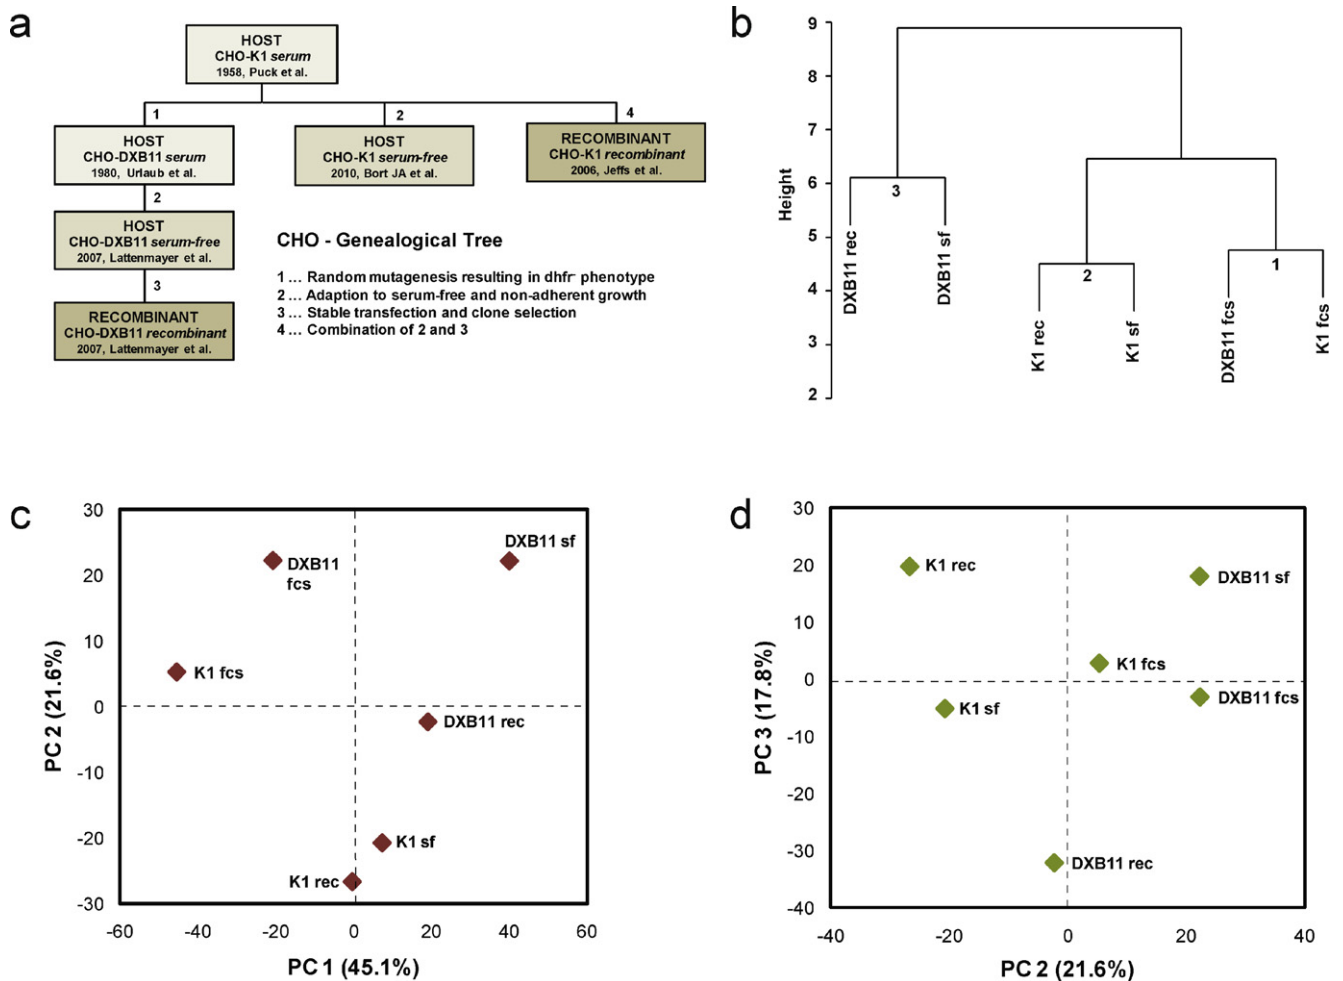 a
HOST
CHO-K1 serum
1958, Puck et al.
1
2
4
HOST
CHO-DXB11 serum
1980, Urlaub et al.
HOST
CHO-K1 serum-free
2010, Bort JA et al.
RECOMBINANT
CHO-K1 recombinant
2006, Jeffs et al.
2
HOST
CHO-DXB11 serum-free
2007, Lattenmayer et al.
3
RECOMBINANT
CHO-DXB11 recombinant
2007, Lattenmayer et al.
CHO - Genealogical Tree
1 ... Random mutagenesis resulting in dhfr⁻ phenotype
2 ... Adaption to serum-free and non-adherent growth
3 ... Stable transfection and clone selection
4 ... Combination of 2 and 3
b
Height
9
8
7
6
5
4
3
2
3
2
1
DXB11 rec
DXB11 sf
K1 rec
K1 sf
DXB11 fcs
K1 fcs
c
PC 2 (21.6%)
30
20
10
0
-10
-20
-30
DXB11
fcs
DXB11 sf
K1 fcs
DXB11 rec
K1 sf
K1 rec
-60
-40
-20
0
20
40
60
PC 1 (45.1%)
d
PC 3 (17.8%)
30
20
10
0
-10
-20
-30
-40
K1 rec
DXB11 sf
K1 fcs
DXB11 fcs
K1 sf
DXB11 rec
-40
-20
0
20
40
PC 2 (21.6%)